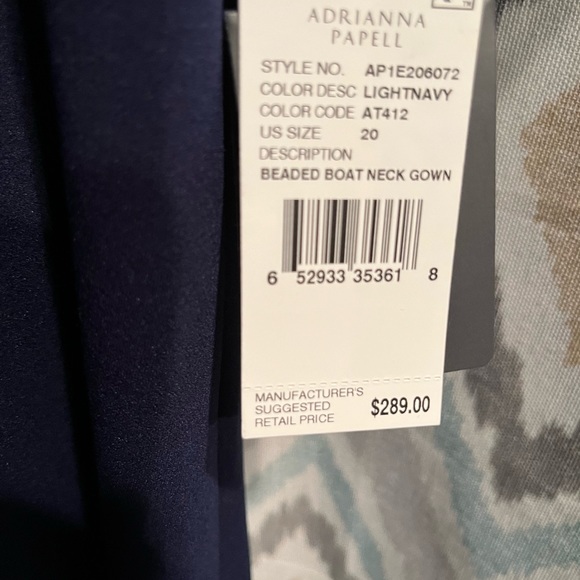 ADRIANNA
PAPELL
STYLE NO. AP1E206072
COLOR DESC LIGHTNAVY
COLOR CODE AT412
US SIZE 20
DESCRIPTION
BEADED BOAT NECK GOWN
6 52933 35361 8
MANUFACTURER'S
SUGGESTED
RETAIL PRICE $289.00